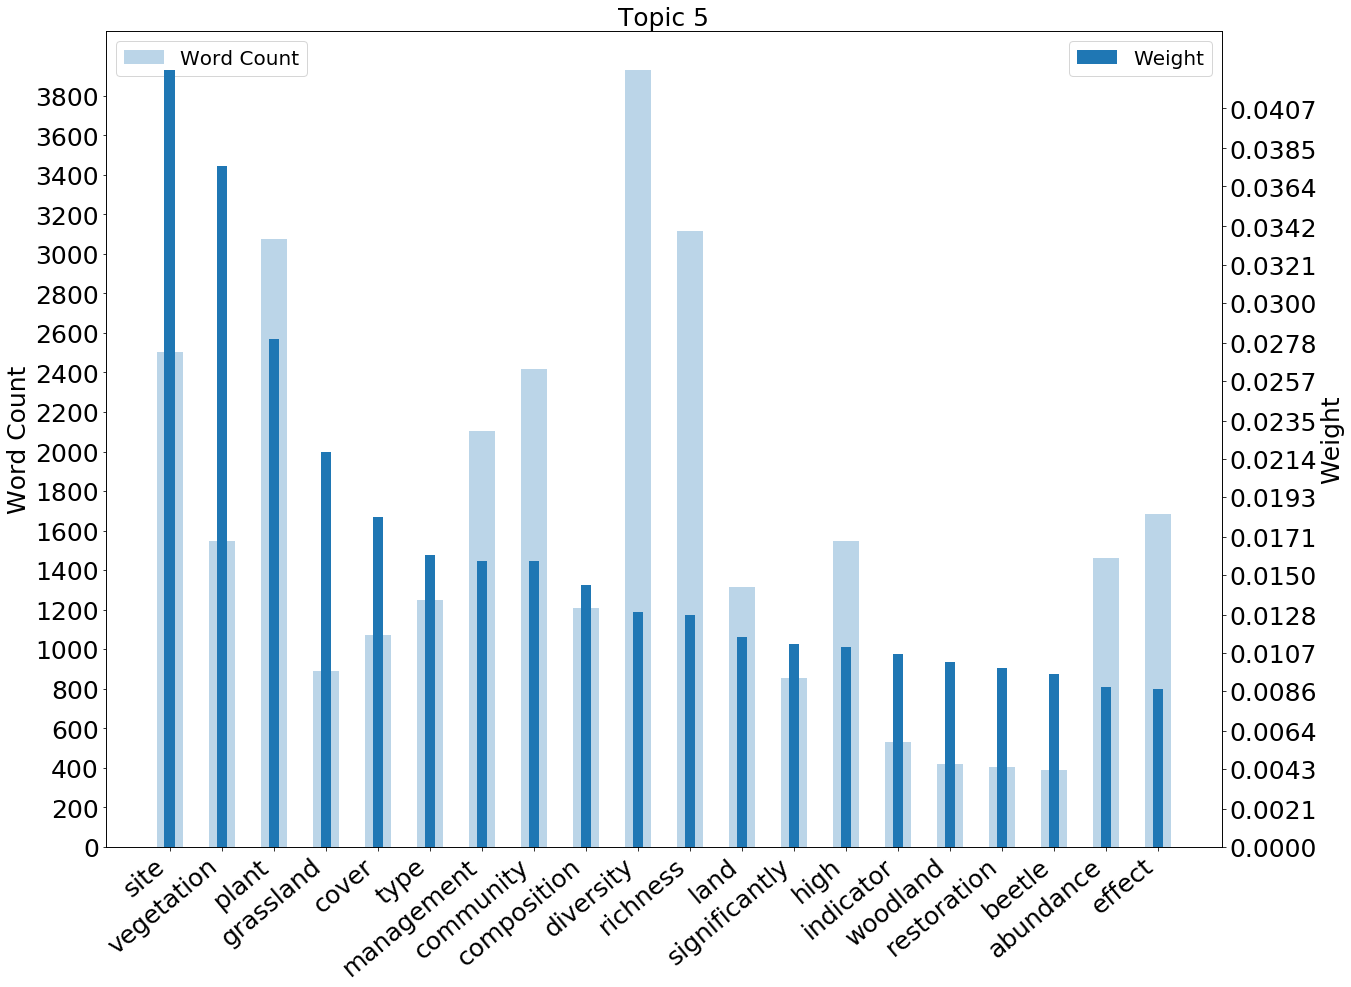 Topic 5
Word Count
Weight
3800
3600
3400
3200
3000
2800
2600
2400
2200
2000
1800
1600
1400
1200
1000
800
600
400
200
0
Word Count
0.0407
0.0385
0.0364
0.0342
0.0321
0.0300
0.0278
0.0257
0.0235
0.0214
0.0193
0.0171
0.0150
0.0128
0.0107
0.0086
0.0064
0.0043
0.0021
0.0000
Weight
site
vegetation
plant
grassland
cover
type
management
community
composition
diversity
richness
land
significantly
high
indicator
woodland
restoration
beetle
abundance
effect